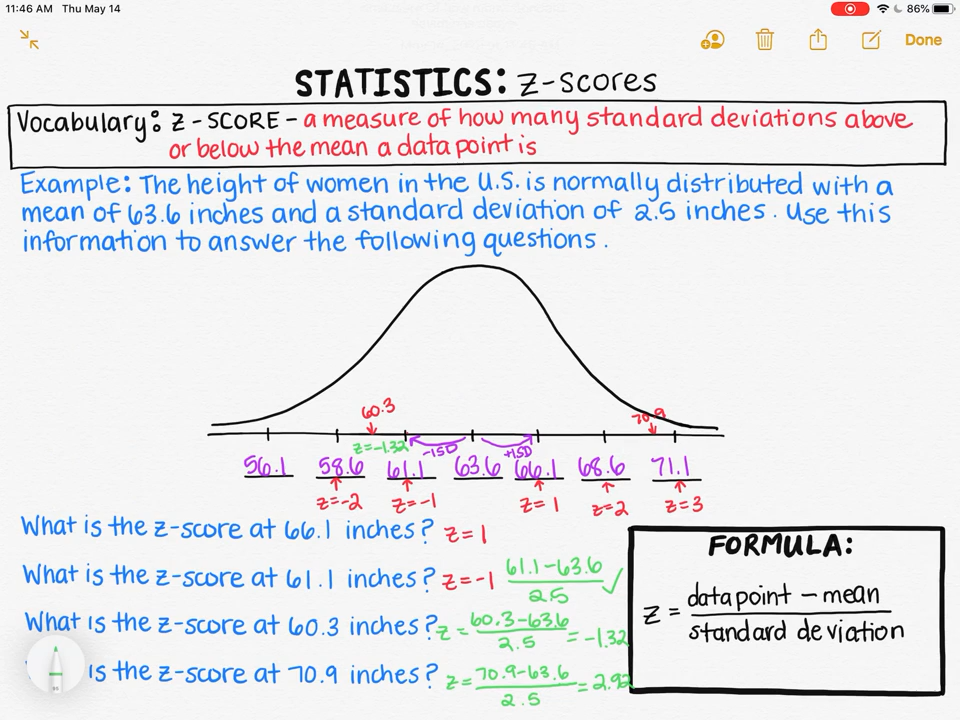 11:46 AM Thu May 14
86%
Done
STATISTICS: Z-scores
Vocabulary: Z-SCORE - a measure of how many standard deviations above
or below the mean a data point is
Example: The height of women in the U.S. is normally distributed with a
mean of 63.6 inches and a standard deviation of 2.5 inches. Use this
information to answer the following questions.
60.3 70.9
z=-1.32 -1SD +1SD
56.1 58.6 61.1 63.6 66.1 68.6 71.1
z=-2 z=-1 z=1 z=2 z=3
What is the z-score at 66.1 inches? z=1
What is the z-score at 61.1 inches? z=-1 61.1-63.6 / 2.5 ✓
What is the z-score at 60.3 inches? z = 60.3-63.6 / 2.5 = -1.32
is the z-score at 70.9 inches? z = 70.9-63.6 / 2.5 = 2.92
FORMULA:
z = data point - mean / standard deviation